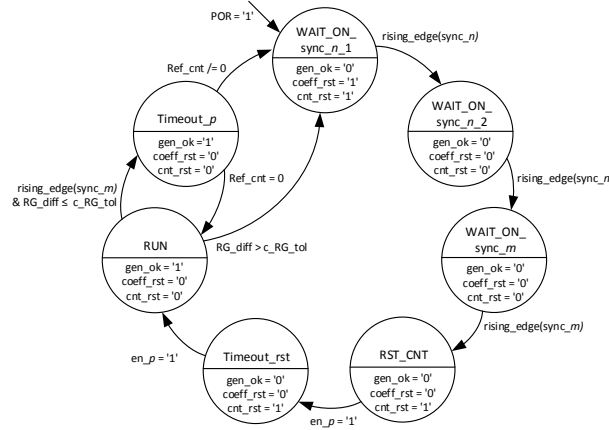 POR = '1'
WAIT_ON_
sync_n_1
gen_ok = '0'
coeff_rst = '1'
cnt_rst = '1'
rising_edge(sync_n)
WAIT_ON_
sync_n_2
gen_ok = '0'
coeff_rst = '0'
cnt_rst = '0'
rising_edge(sync_n
WAIT_ON_
sync_m
gen_ok = '0'
coeff_rst = '0'
cnt_rst = '0'
rising_edge(sync_m)
RST_CNT
gen_ok = '0'
coeff_rst = '0'
cnt_rst = '1'
en_p = '1'
Timeout_rst
gen_ok = '0'
coeff_rst = '0'
cnt_rst = '1'
en_p = '1'
RUN
gen_ok = '1'
coeff_rst = '0'
cnt_rst = '0'
RG_diff > c_RG_tol
rising_edge(sync_m)
& RG_diff ≤ c_RG_tol
Timeout_p
gen_ok ='1'
coeff_rst = '0'
cnt_rst = '0'
Ref_cnt = 0
Ref_cnt /= 0